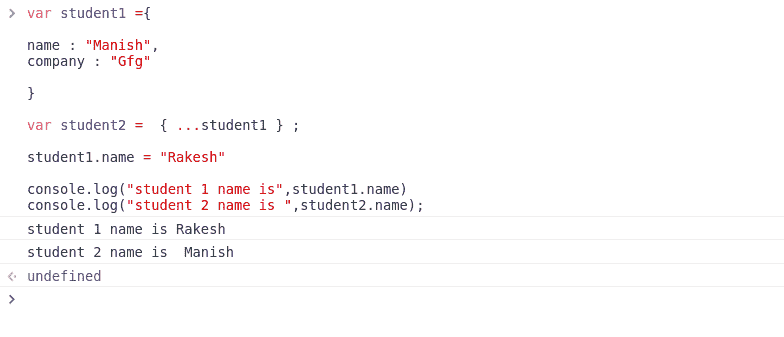 var student1 ={
name : "Manish",
company : "Gfg"
}
var student2 =  { ...student1 } ;
student1.name = "Rakesh"
console.log("student 1 name is",student1.name)
console.log("student 2 name is ",student2.name);
student 1 name is Rakesh
student 2 name is  Manish
undefined